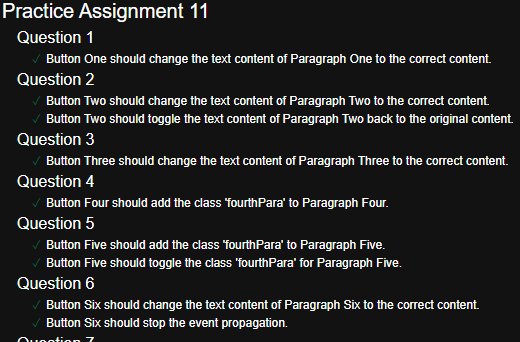 Practice Assignment 11
Question 1
✓ Button One should change the text content of Paragraph One to the correct content.
Question 2
✓ Button Two should change the text content of Paragraph Two to the correct content.
✓ Button Two should toggle the text content of Paragraph Two back to the original content.
Question 3
✓ Button Three should change the text content of Paragraph Three to the correct content.
Question 4
✓ Button Four should add the class 'fourthPara' to Paragraph Four.
Question 5
✓ Button Five should add the class 'fourthPara' to Paragraph Five.
✓ Button Five should toggle the class 'fourthPara' for Paragraph Five.
Question 6
✓ Button Six should change the text content of Paragraph Six to the correct content.
✓ Button Six should stop the event propagation.
Question 7